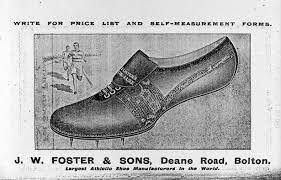 WRITE FOR PRICE LIST AND SELF-MEASUREMENT FORMS.
J. W. FOSTER & SONS, Deane Road, Bolton.
Largest Athletic Shoe Manufacturers in the World.